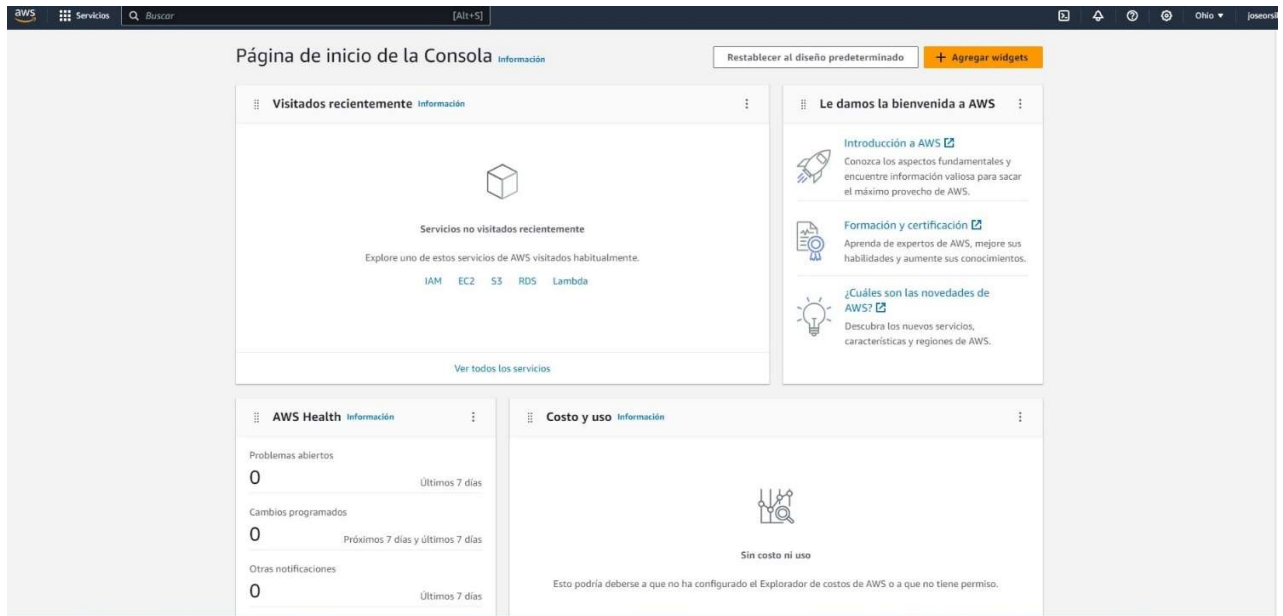 aws
Servicios
Buscar
[Alt+S]
Ohio
Página de inicio de la Consola Información
Restablecer al diseño predeterminado
+ Agregar widgets
Visitados recientemente Información
Servicios no visitados recientemente
Explore uno de estos servicios de AWS visitados habitualmente.
IAM EC2 S3 RDS Lambda
Ver todos los servicios
Le damos la bienvenida a AWS
Introducción a AWS
Conozca los aspectos fundamentales y
encuentre información valiosa para sacar
el máximo provecho de AWS.
Formación y certificación
Aprenda de expertos de AWS, mejore sus
habilidades y aumente sus conocimientos.
¿Cuáles son las novedades de
AWS?
Descubra los nuevos servicios,
características y regiones de AWS.
AWS Health Información
Problemas abiertos
0 Últimos 7 días
Cambios programados
0 Próximos 7 días y últimos 7 días
Otras notificaciones
0 Últimos 7 días
Costo y uso Información
Sin costo ni uso
Esto podría deberse a que no ha configurado el Explorador de costos de AWS o a que no tiene permiso.